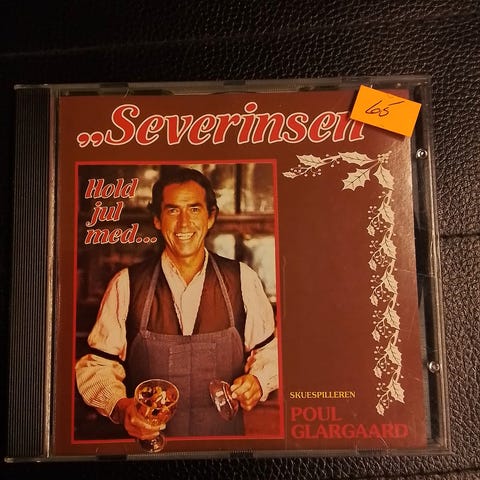 „Severinsen
65
Hold
jul
med...
SKUESPILLEREN
POUL
GLARGAARD